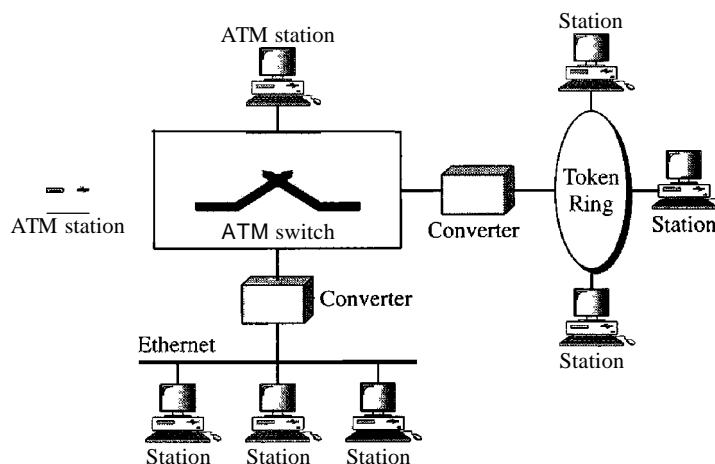 ATM station
Station
Token
Ring
Station
ATM station
ATM switch
Converter
Converter
Station
Ethernet
Station
Station
Station